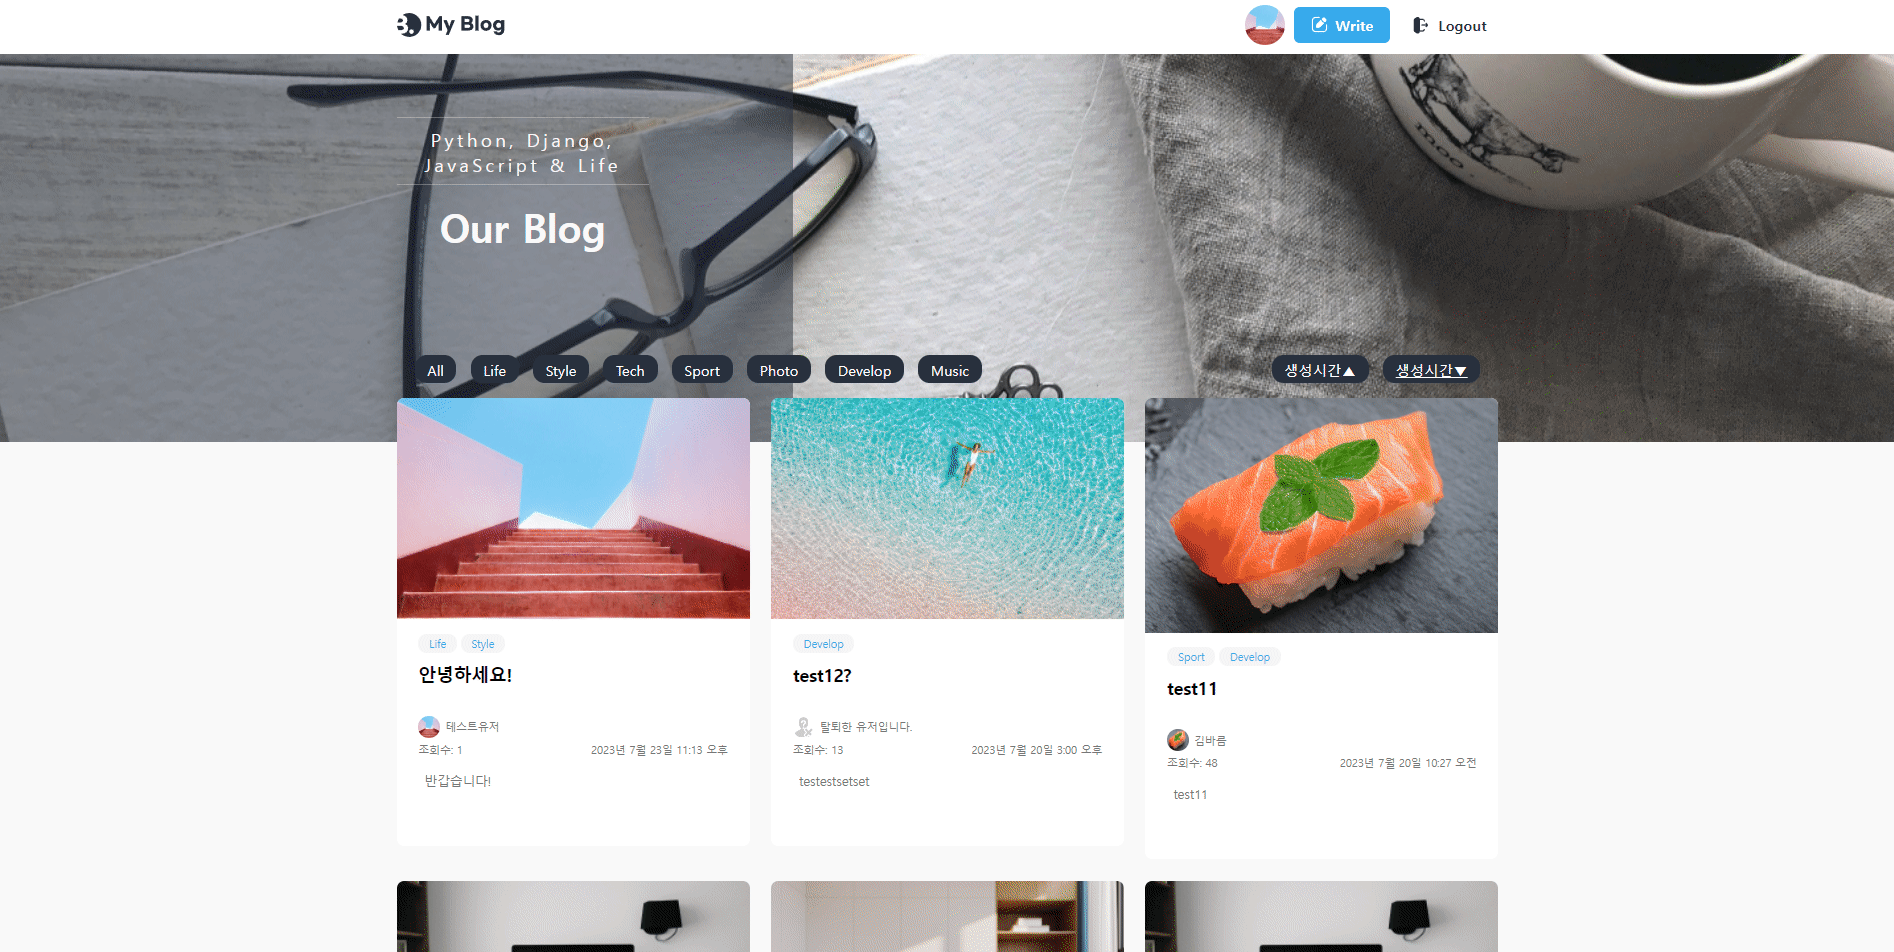 My Blog
Write
Logout
Python, Django,
JavaScript & Life
Our Blog
All
Life
Style
Tech
Sport
Photo
Develop
Music
생성시간▲
생성시간▼
Life
Style
안녕하세요!
테스트유저
조회수: 1
2023년 7월 23일 11:13 오후
반갑습니다!
Develop
test12?
탈퇴한 유저입니다.
조회수: 13
2023년 7월 20일 3:00 오후
testestsetset
Sport
Develop
test11
김바름
조회수: 48
2023년 7월 20일 10:27 오전
test11